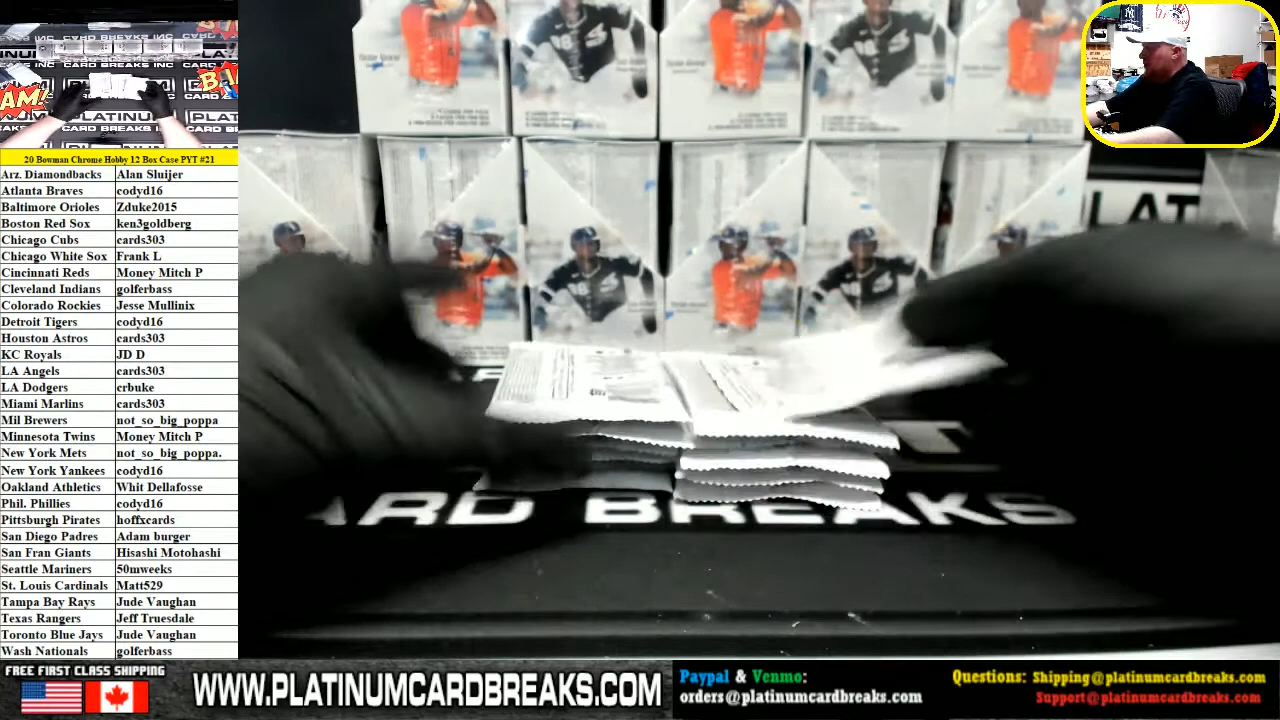 CARD BREAKS INC
PLATINUM
BAM!
20 Bowman Chrome Hobby 12 Box Case PYT #21
Arz. Diamondbacks Alan Sluijer
Atlanta Braves codyd16
Baltimore Orioles Zduke2015
Boston Red Sox ken3goldberg
Chicago Cubs cards303
Chicago White Sox Frank L
Cincinnati Reds Money Mitch P
Cleveland Indians golferbass
Colorado Rockies Jesse Mullinix
Detroit Tigers codyd16
Houston Astros cards303
KC Royals JD D
LA Angels cards303
LA Dodgers crbuke
Miami Marlins cards303
Mil Brewers not_so_big_poppa
Minnesota Twins Money Mitch P
New York Mets not_so_big_poppa.
New York Yankees codyd16
Oakland Athletics Whit Dellafosse
Phil. Phillies codyd16
Pittsburgh Pirates hoffxcards
San Diego Padres Adam burger
San Fran Giants Hisashi Motohashi
Seattle Mariners 50mweeks
St. Louis Cardinals Matt529
Tampa Bay Rays Jude Vaughan
Texas Rangers Jeff Truesdale
Toronto Blue Jays Jude Vaughan
Wash Nationals golferbass
LAT
ARD BREAKS
FREE FIRST CLASS SHIPPING
WWW.PLATINUMCARDBREAKS.COM
Paypal & Venmo:
orders@platinumcardbreaks.com
Questions: Shipping@platinumcardbreaks.com
Support@platinumcardbreaks.com